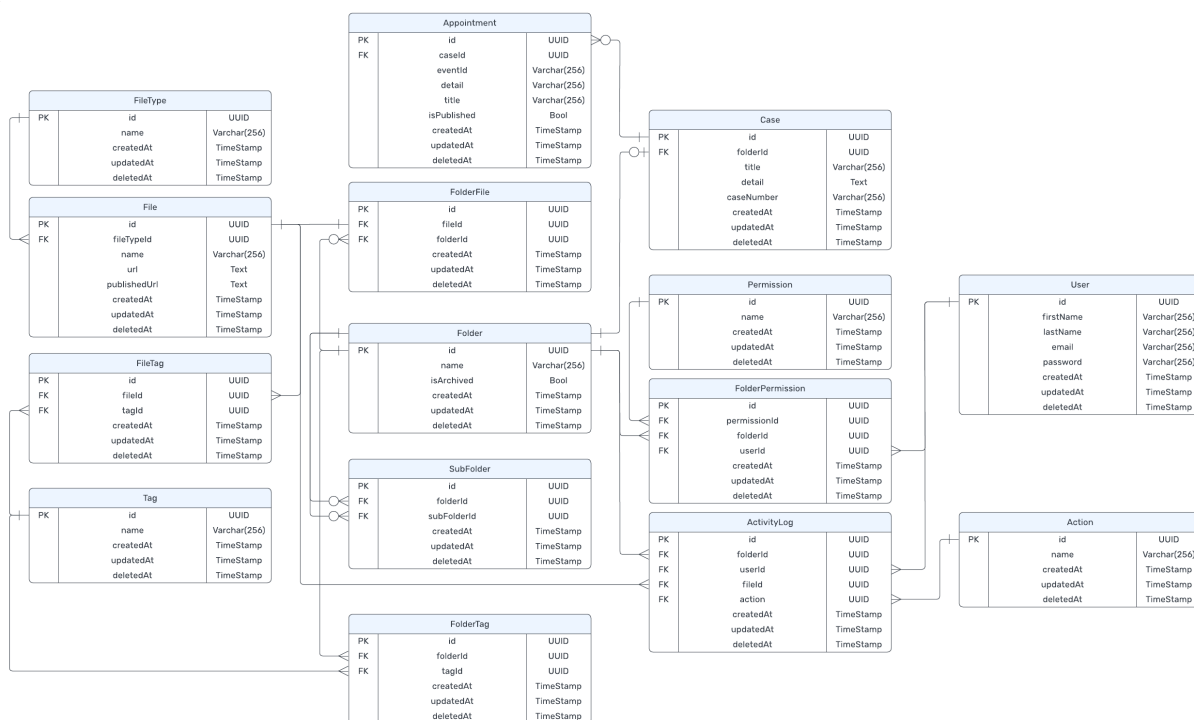 Appointment
PK id UUID
FK caseId UUID
eventId Varchar(256)
detail Varchar(256)
title Varchar(256)
isPublished Bool
createdAt TimeStamp
updatedAt TimeStamp
deletedAt TimeStamp
FileType
PK id UUID
name Varchar(256)
createdAt TimeStamp
updatedAt TimeStamp
deletedAt TimeStamp
Case
PK id UUID
FK folderId UUID
title Varchar(256)
detail Text
caseNumber Varchar(256)
createdAt TimeStamp
updatedAt TimeStamp
deletedAt TimeStamp
File
PK id UUID
FK fileTypeId UUID
name Varchar(256)
url Text
publishedUrl Text
createdAt TimeStamp
updatedAt TimeStamp
deletedAt TimeStamp
FolderFile
PK id UUID
FK fileId UUID
FK folderId UUID
createdAt TimeStamp
updatedAt TimeStamp
deletedAt TimeStamp
Permission
PK id UUID
name Varchar(256)
createdAt TimeStamp
updatedAt TimeStamp
deletedAt TimeStamp
User
PK id UUID
firstName Varchar(256)
lastName Varchar(256)
email Varchar(256)
password Varchar(256)
createdAt TimeStamp
updatedAt TimeStamp
deletedAt TimeStamp
Folder
PK id UUID
name Varchar(256)
isArchived Bool
createdAt TimeStamp
updatedAt TimeStamp
deletedAt TimeStamp
FileTag
PK id UUID
FK fileId UUID
FK tagId UUID
createdAt TimeStamp
updatedAt TimeStamp
deletedAt TimeStamp
FolderPermission
PK id UUID
FK permissionId UUID
FK folderId UUID
FK userId UUID
createdAt TimeStamp
updatedAt TimeStamp
deletedAt TimeStamp
SubFolder
PK id UUID
FK folderId UUID
FK subFolderId UUID
createdAt TimeStamp
updatedAt TimeStamp
deletedAt TimeStamp
Tag
PK id UUID
name Varchar(256)
createdAt TimeStamp
updatedAt TimeStamp
deletedAt TimeStamp
ActivityLog
PK id UUID
FK folderId UUID
FK userId UUID
FK fileId UUID
FK action UUID
createdAt TimeStamp
updatedAt TimeStamp
deletedAt TimeStamp
Action
PK id UUID
name Varchar(256)
createdAt TimeStamp
updatedAt TimeStamp
deletedAt TimeStamp
FolderTag
PK id UUID
FK folderId UUID
FK tagId UUID
createdAt TimeStamp
updatedAt TimeStamp
deletedAt TimeStamp